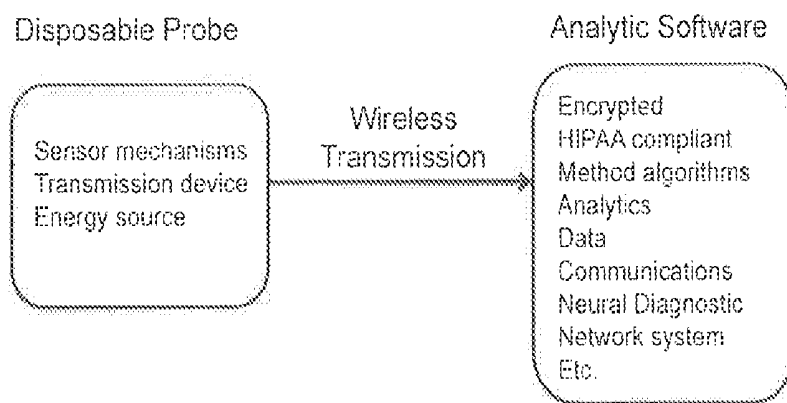 Disposable Probe
Sensor mechanisms
Transmission device
Energy source
Wireless
Transmission
Analytic Software
Encrypted
HIPAA compliant
Method algorithms
Analytics
Data
Communications
Neural Diagnostic
Network system
Etc.